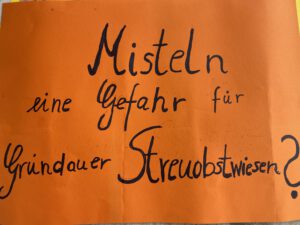 Misteln
eine Gefahr für
Gründauer Streuobstwiesen?